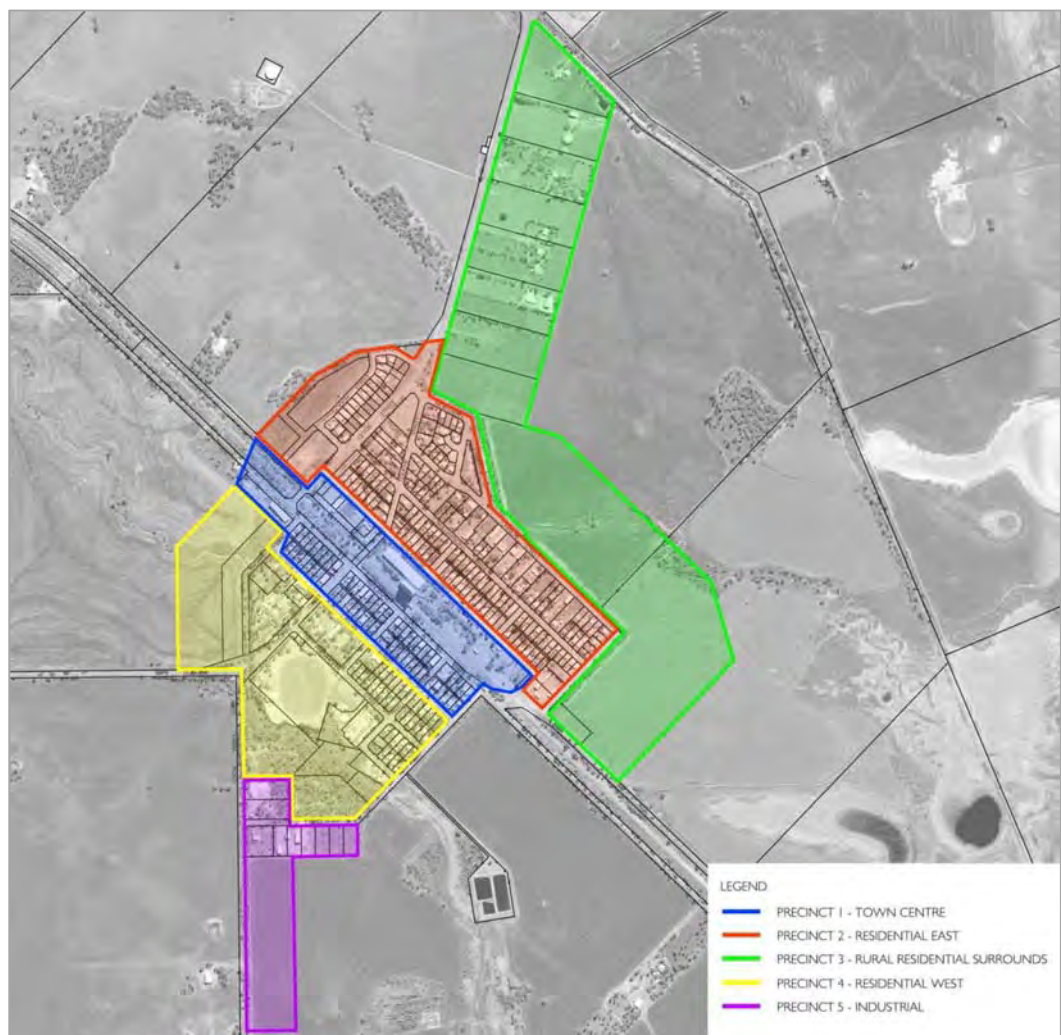 LEGEND
PRECINCT 1 - TOWN CENTRE
PRECINCT 2 - RESIDENTIAL EAST
PRECINCT 3 - RURAL RESIDENTIAL SURROUNDS
PRECINCT 4 - RESIDENTIAL WEST
PRECINCT 5 - INDUSTRIAL